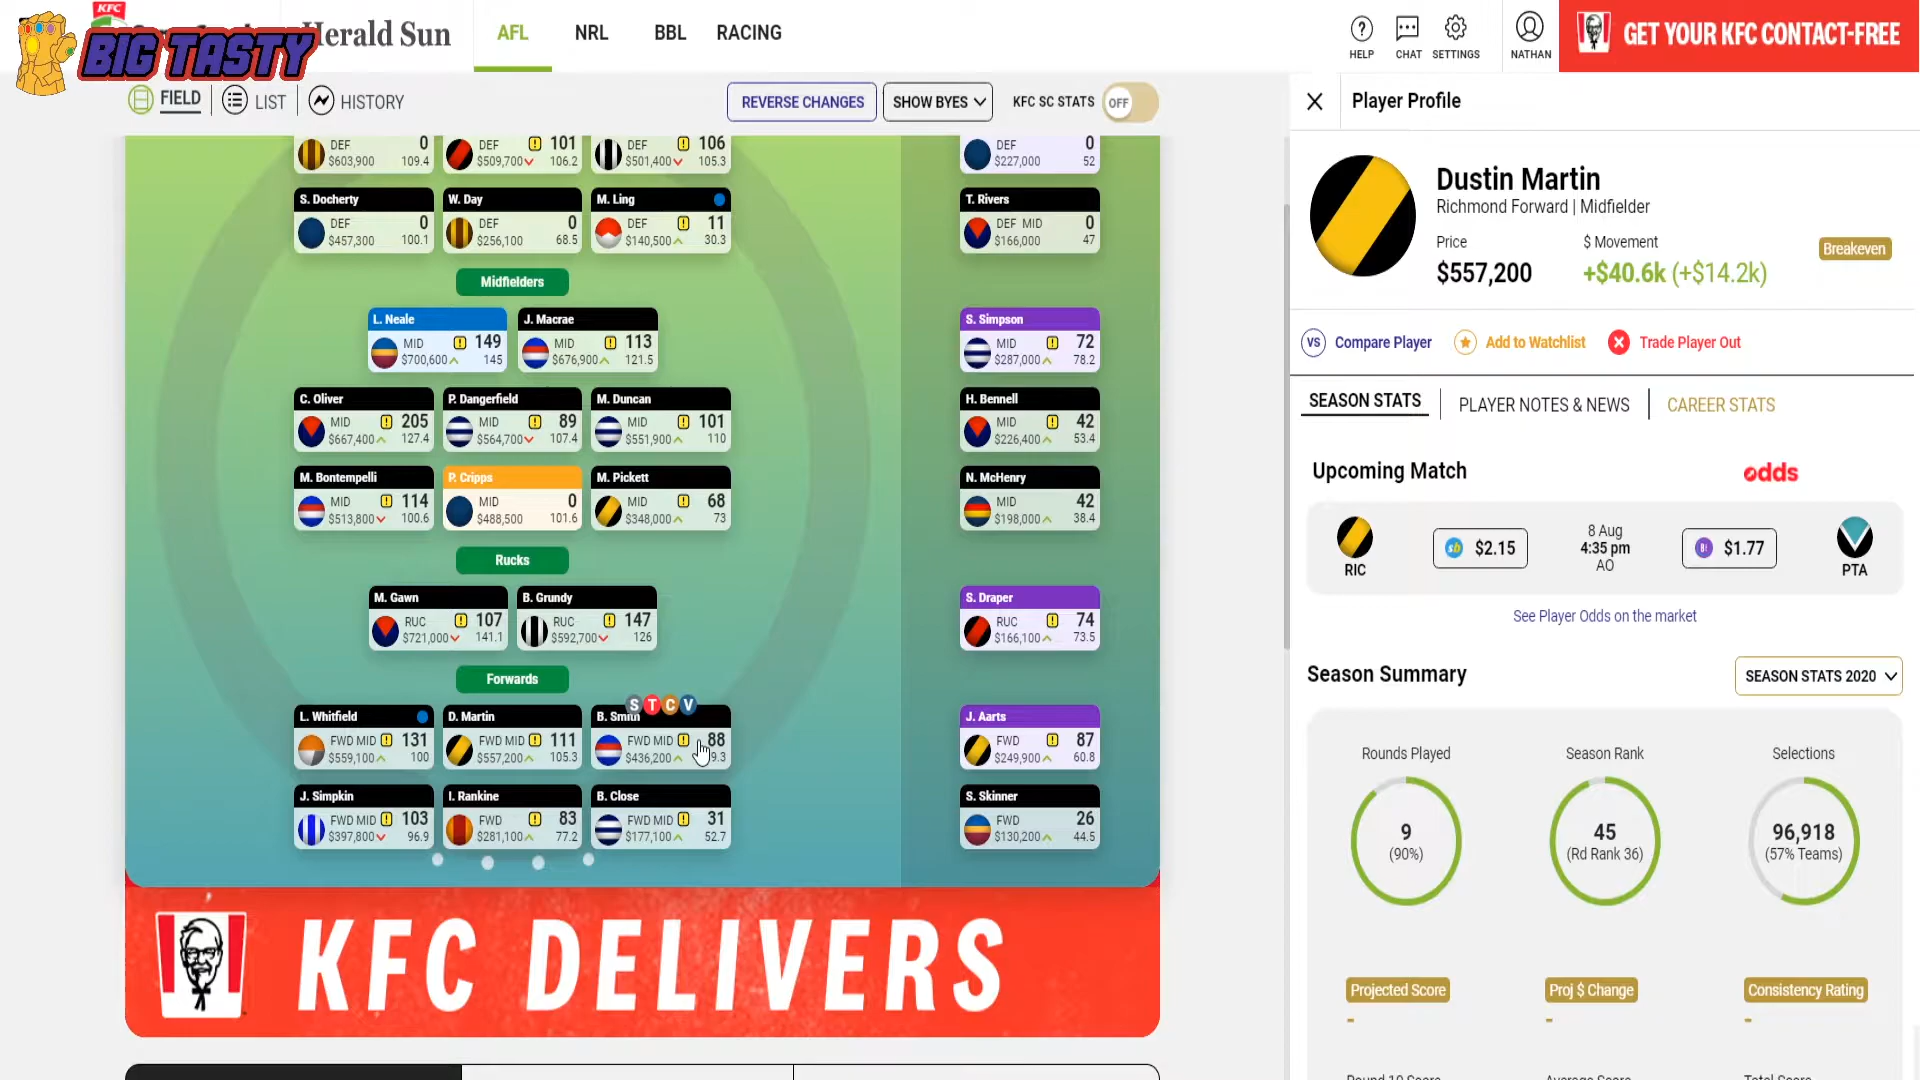 KFC
BIG TASTY
Herald Sun
AFL
NRL
BBL
RACING
HELP
CHAT
SETTINGS
NATHAN
GET YOUR KFC CONTACT-FREE
FIELD
LIST
HISTORY
REVERSE CHANGES
SHOW BYES
KFC SC STATS
OFF
DEF 0
$603,900 109.4
DEF ! 101
$509,700 106.2
DEF ! 106
$501,400 105.3
DEF 0
$227,000 52
S. Docherty
DEF 0
$457,300 100.1
W. Day
DEF 0
$256,100 68.5
M. Ling
DEF ! 11
$140,500 30.3
T. Rivers
DEF MID 0
$166,000 47
Midfielders
L. Neale
MID ! 149
$700,600 145
J. Macrae
MID ! 113
$676,900 121.5
S. Simpson
MID ! 72
$287,000 78.2
C. Oliver
MID ! 205
$667,400 127.4
P. Dangerfield
MID ! 89
$564,700 107.4
M. Duncan
MID ! 101
$551,900 110
H. Bennell
MID ! 42
$226,400 53.4
M. Bontempelli
MID ! 114
$513,800 100.6
P. Cripps
MID 0
$488,500 101.6
M. Pickett
MID ! 68
$348,000 73
N. McHenry
MID ! 42
$198,000 38.4
Rucks
M. Gawn
RUC ! 107
$721,000 141.1
B. Grundy
RUC ! 147
$592,700 126
S. Draper
RUC ! 74
$166,100 73.5
Forwards
S T C V
L. Whitfield
FWD MID ! 131
$559,100 100
D. Martin
FWD MID ! 111
$557,200 105.3
B. Smith
FWD MID ! 88
$436,200 9.3
J. Aarts
FWD ! 87
$249,900 60.8
J. Simpkin
FWD MID ! 103
$397,800 96.9
I. Rankine
FWD ! 83
$281,100 77.2
B. Close
FWD MID ! 31
$177,100 52.7
S. Skinner
FWD 26
$130,200 44.5
KFC DELIVERS
Player Profile
Dustin Martin
Richmond Forward | Midfielder
Price
$557,200
$ Movement
+$40.6k (+$14.2k)
Breakeven
VS Compare Player
Add to Watchlist
Trade Player Out
SEASON STATS
PLAYER NOTES & NEWS
CAREER STATS
Upcoming Match
odds
RIC
sb $2.15
8 Aug
4:35 pm
AO
B! $1.77
PTA
See Player Odds on the market
Season Summary
SEASON STATS 2020
Rounds Played
9
(90%)
Season Rank
45
(Rd Rank 36)
Selections
96,918
(57% Teams)
Projected Score
-
Proj $ Change
-
Consistency Rating
-
Round 10 Score
Average Score
Total Score